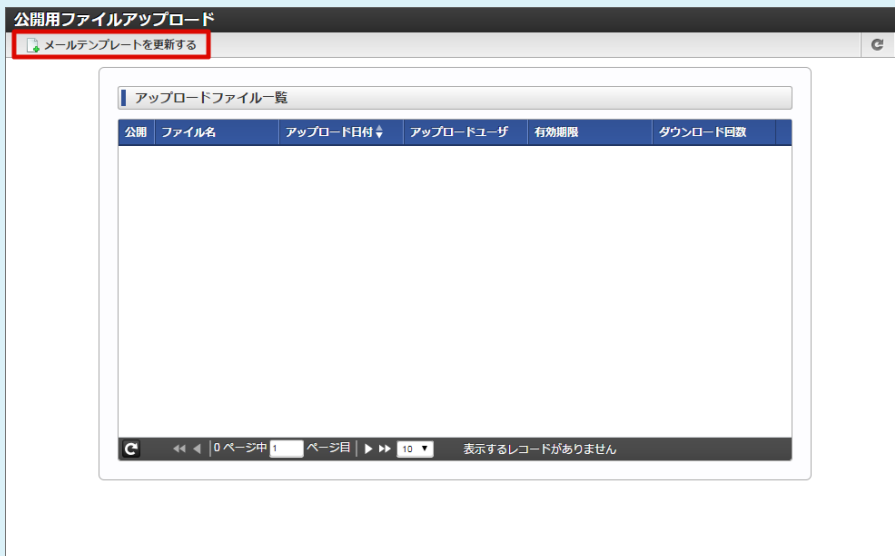 公開用ファイルアップロード
メールテンプレートを更新する
アップロードファイル一覧
公開 ファイル名 アップロード日付 アップロードユーザ 有効期限 ダウンロード回数
0 ページ中 1 ページ目 10 表示するレコードがありません